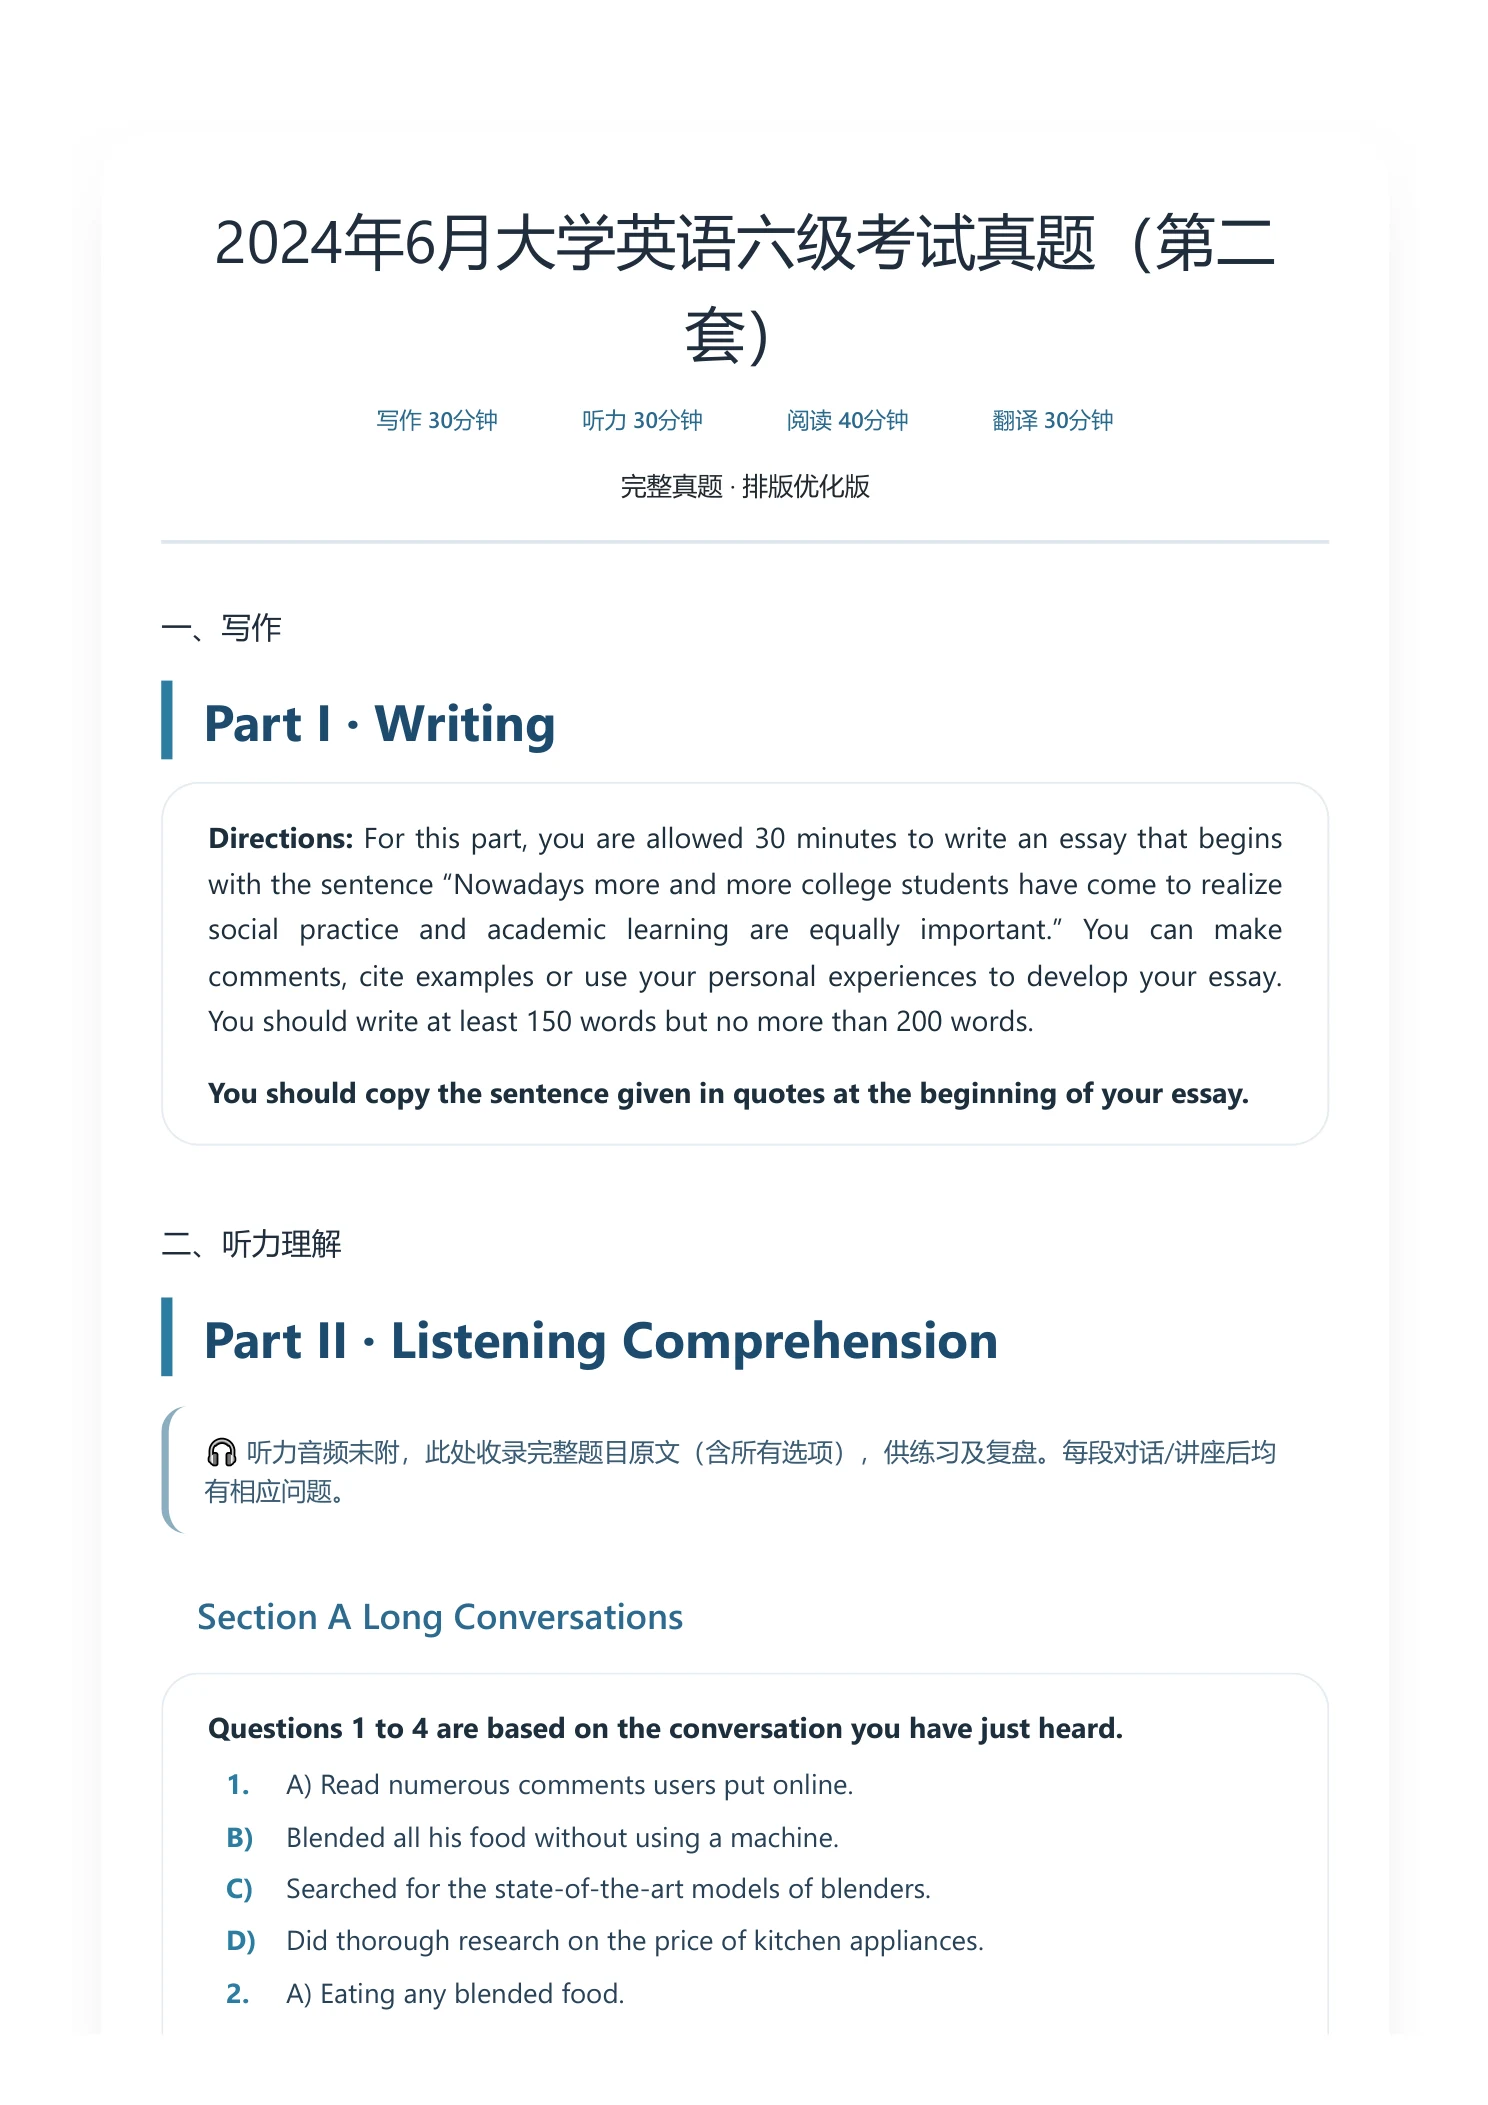 2024年6月大学英语六级考试真题（第二
套）
写作 30分钟 听力 30分钟 阅读 40分钟 翻译 30分钟
完整真题 · 排版优化版
一、写作
Part I · Writing
Directions: For this part, you are allowed 30 minutes to write an essay that begins
with the sentence “Nowadays more and more college students have come to realize
social practice and academic learning are equally important.” You can make
comments, cite examples or use your personal experiences to develop your essay.
You should write at least 150 words but no more than 200 words.
You should copy the sentence given in quotes at the beginning of your essay.
二、听力理解
Part II · Listening Comprehension
🎧 听力音频未附，此处收录完整题目原文（含所有选项），供练习及复盘。每段对话/讲座后均
有相应问题。
Section A Long Conversations
Questions 1 to 4 are based on the conversation you have just heard.
1. A) Read numerous comments users put online.
B) Blended all his food without using a machine.
C) Searched for the state-of-the-art models of blenders.
D) Did thorough research on the price of kitchen appliances.
2. A) Eating any blended food.